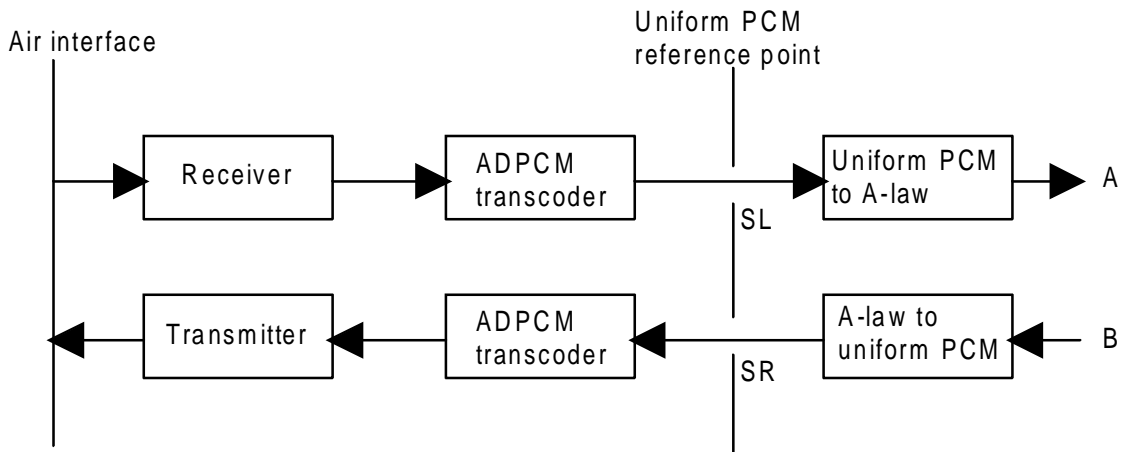 Air interface
Uniform PCM
reference point
Receiver
ADPCM
transcoder
Uniform PCM
to A-law
A
SL
Transmitter
ADPCM
transcoder
A-law to
uniform PCM
B
SR